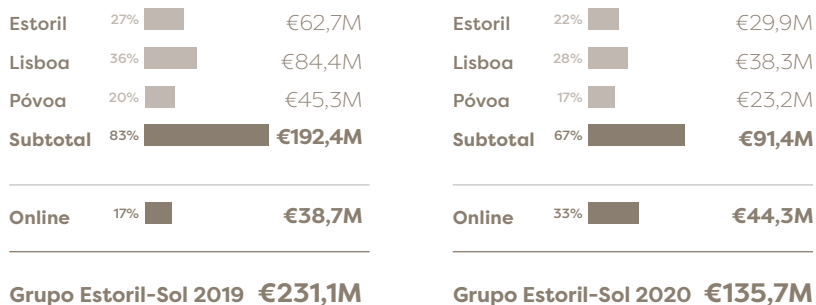 Estoril 27% €62,7M
Lisboa 36% €84,4M
Póvoa 20% €45,3M
Subtotal 83% €192,4M
Online 17% €38,7M
Grupo Estoril-Sol 2019 €231,1M
Estoril 22% €29,9M
Lisboa 28% €38,3M
Póvoa 17% €23,2M
Subtotal 67% €91,4M
Online 33% €44,3M
Grupo Estoril-Sol 2020 €135,7M